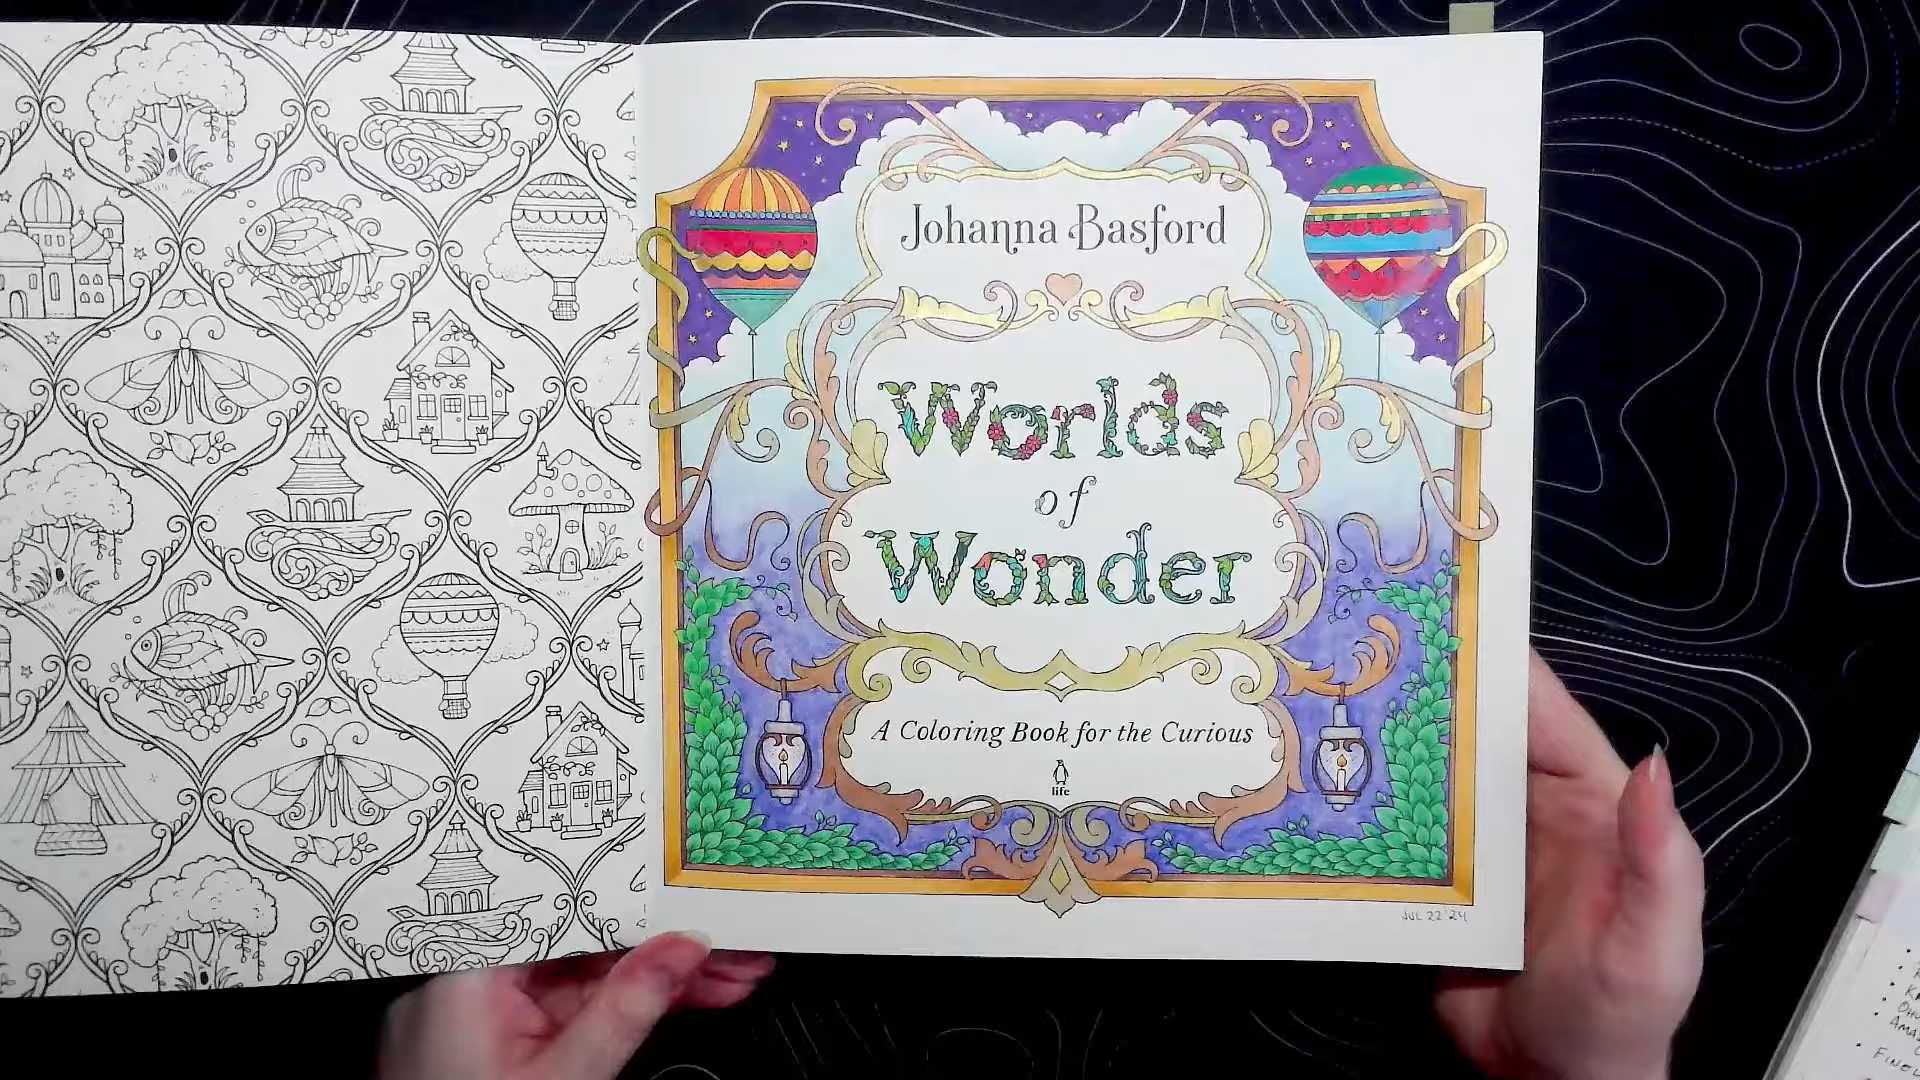 Johanna Basford
Worlds
of
Wonder
A Coloring Book for the Curious
life
JUL 22 '24